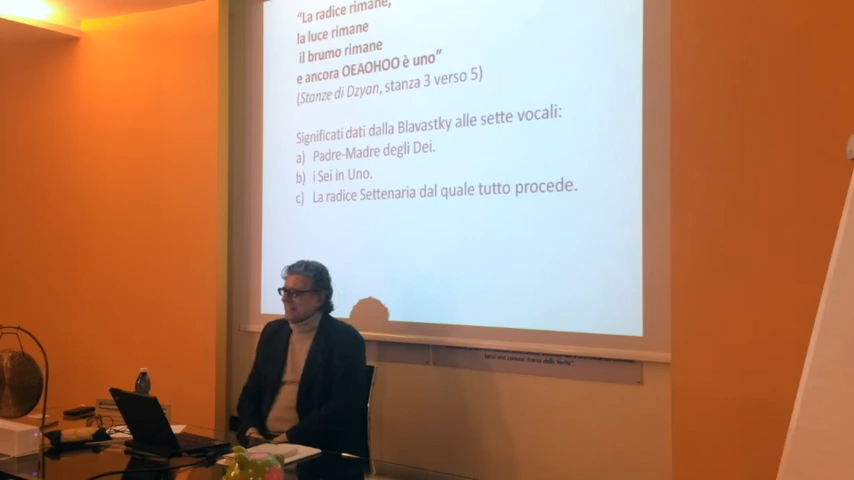 “La radice rimane,
la luce rimane
il brumo rimane
e ancora OEAOHOO è uno”
(Stanze di Dzyan, stanza 3 verso 5)
Significati dati dalla Blavastky alle sette vocali:
a) Padre-Madre degli Dei.
b) i Sei in Uno.
c) La radice Settenaria dal quale tutto procede.